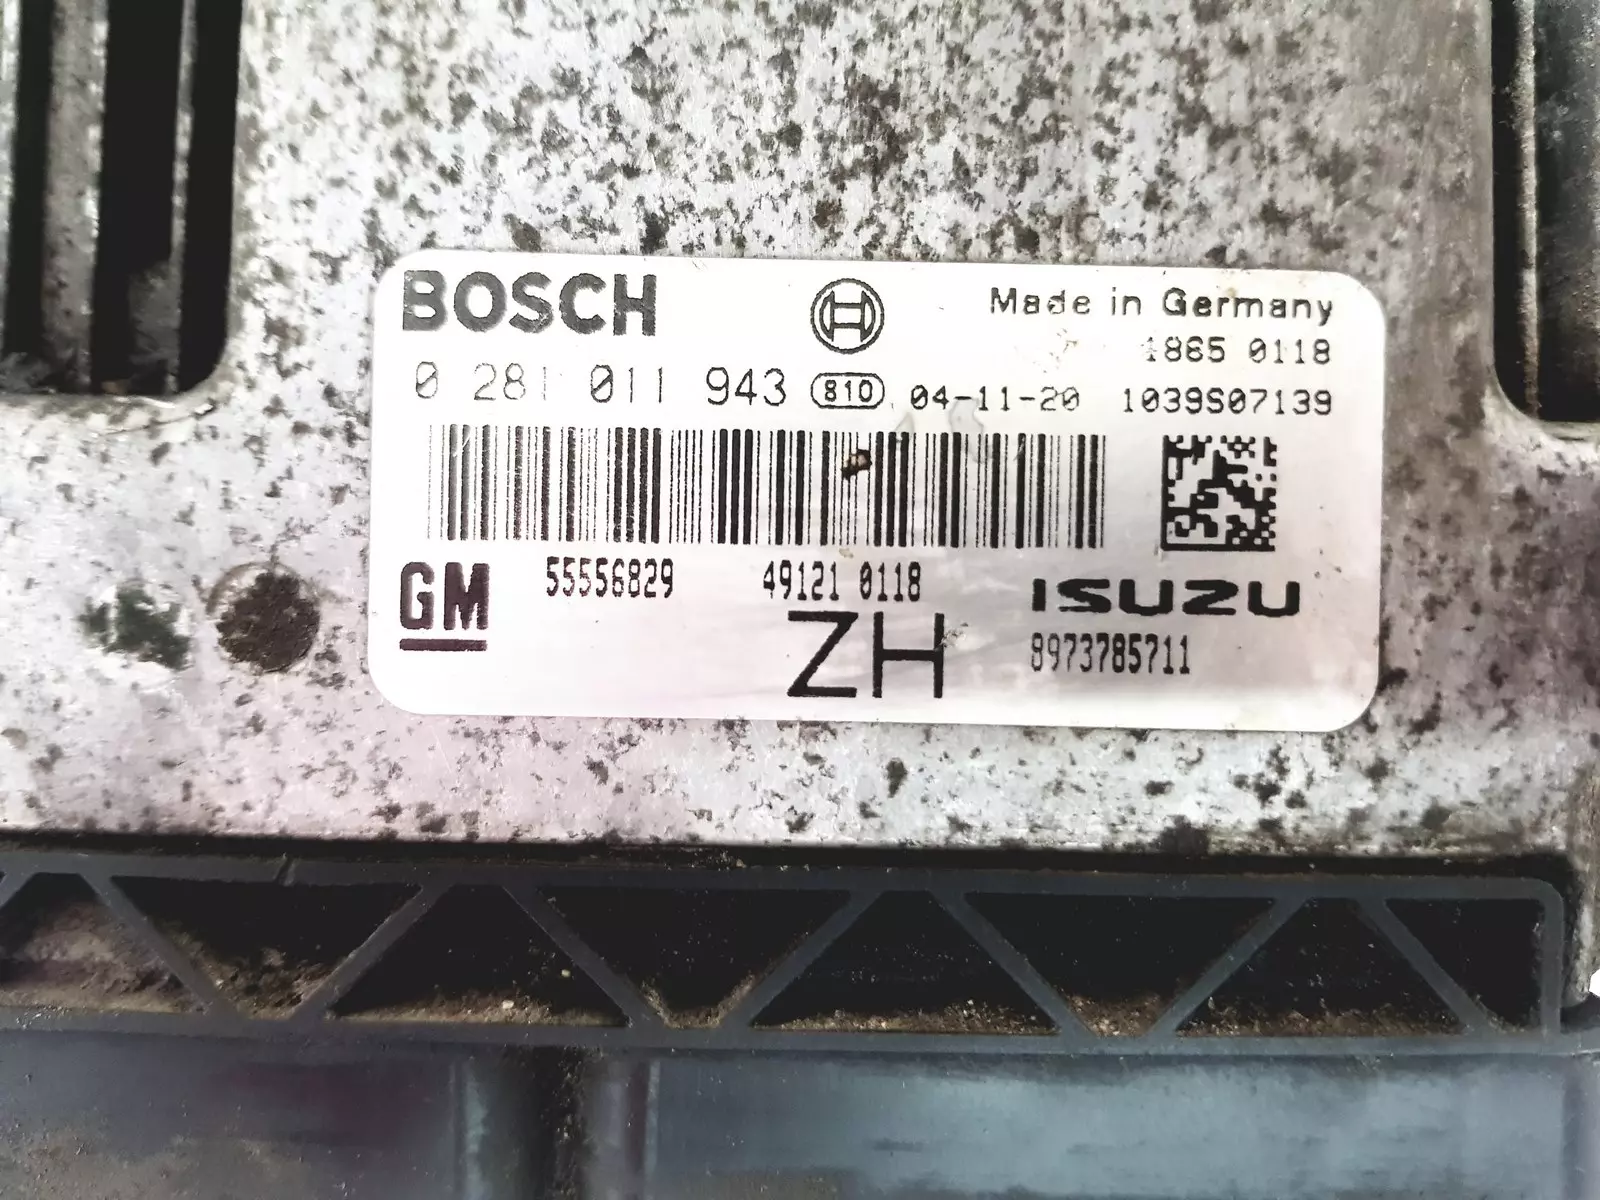 BOSCH
Made in Germany
1865 0118
0 281 011 943 810 04-11-20 1039S07139
GM 55556829 49121 0118 ISUZU
ZH 8973785711